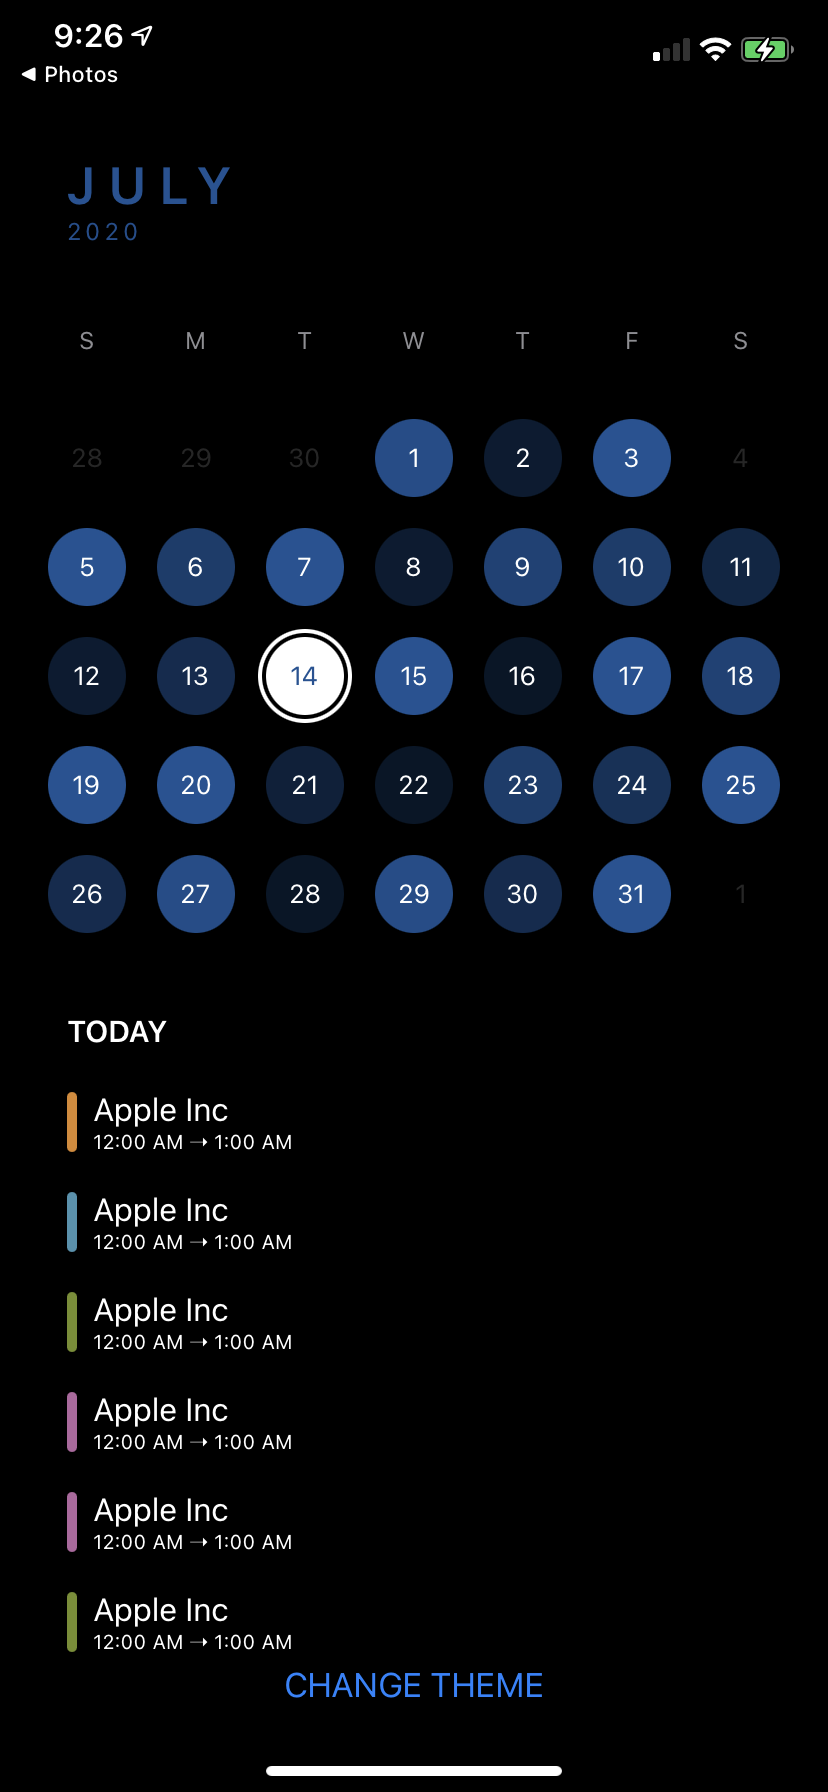 9:26
◀ Photos
JULY
2020
S M T W T F S
28 29 30 1 2 3 4
5 6 7 8 9 10 11
12 13 14 15 16 17 18
19 20 21 22 23 24 25
26 27 28 29 30 31 1
TODAY
Apple Inc
12:00 AM → 1:00 AM
Apple Inc
12:00 AM → 1:00 AM
Apple Inc
12:00 AM → 1:00 AM
Apple Inc
12:00 AM → 1:00 AM
Apple Inc
12:00 AM → 1:00 AM
Apple Inc
12:00 AM → 1:00 AM
CHANGE THEME